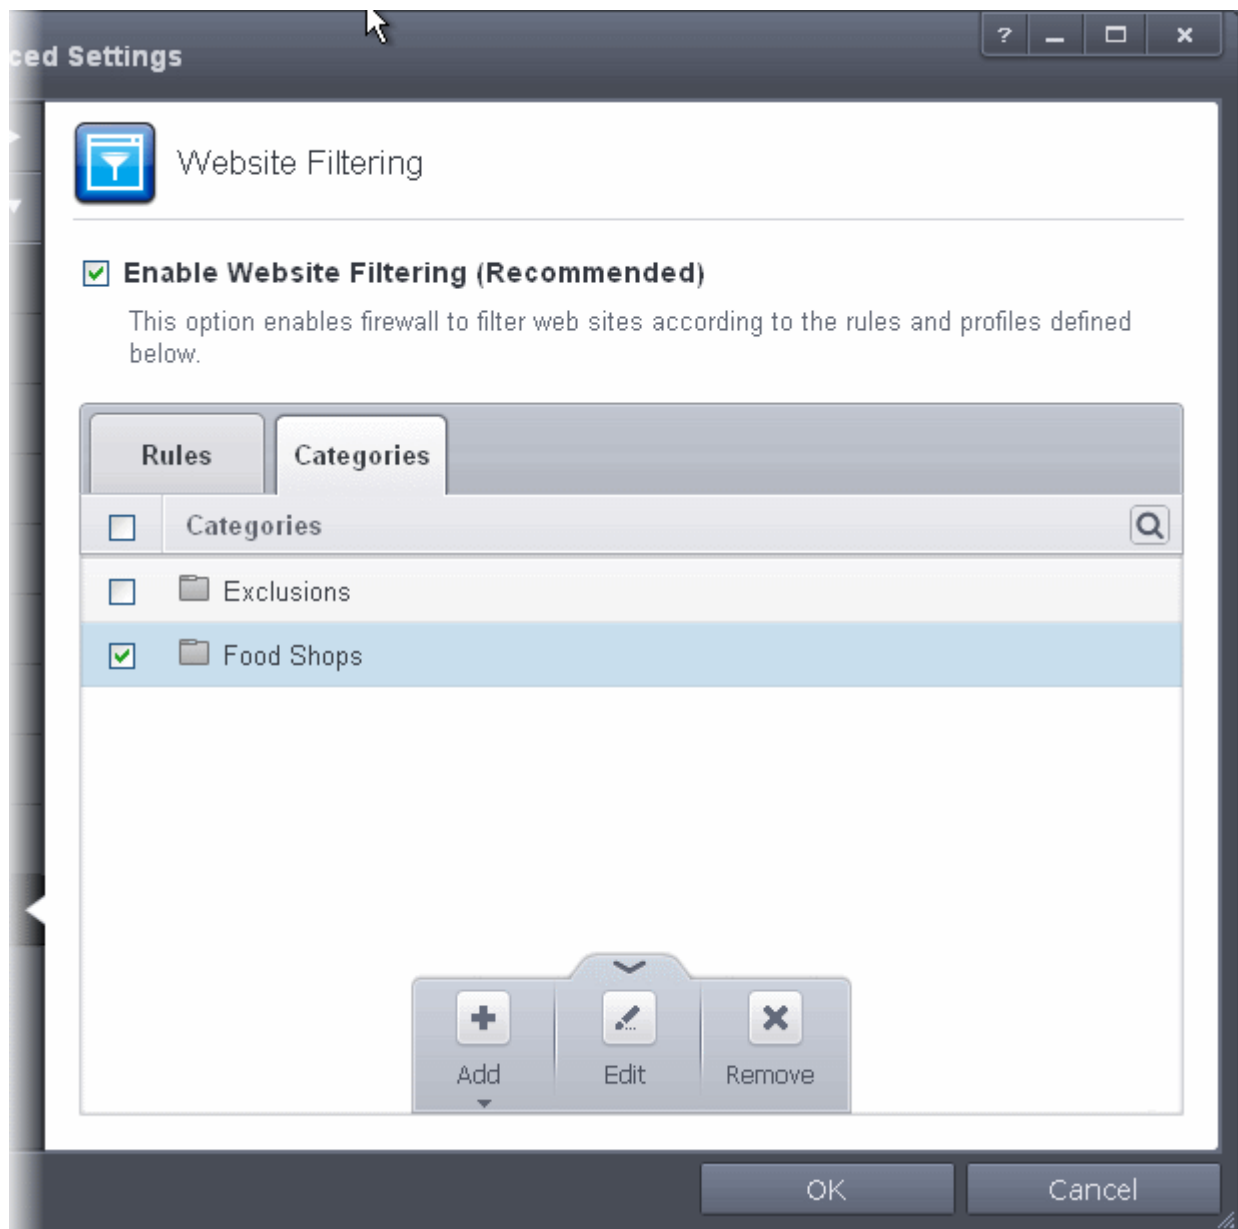 ced Settings
?
Website Filtering
Enable Website Filtering (Recommended)
This option enables firewall to filter web sites according to the rules and profiles defined
below.
Rules
Categories
Categories
Exclusions
Food Shops
Add
Edit
Remove
OK
Cancel